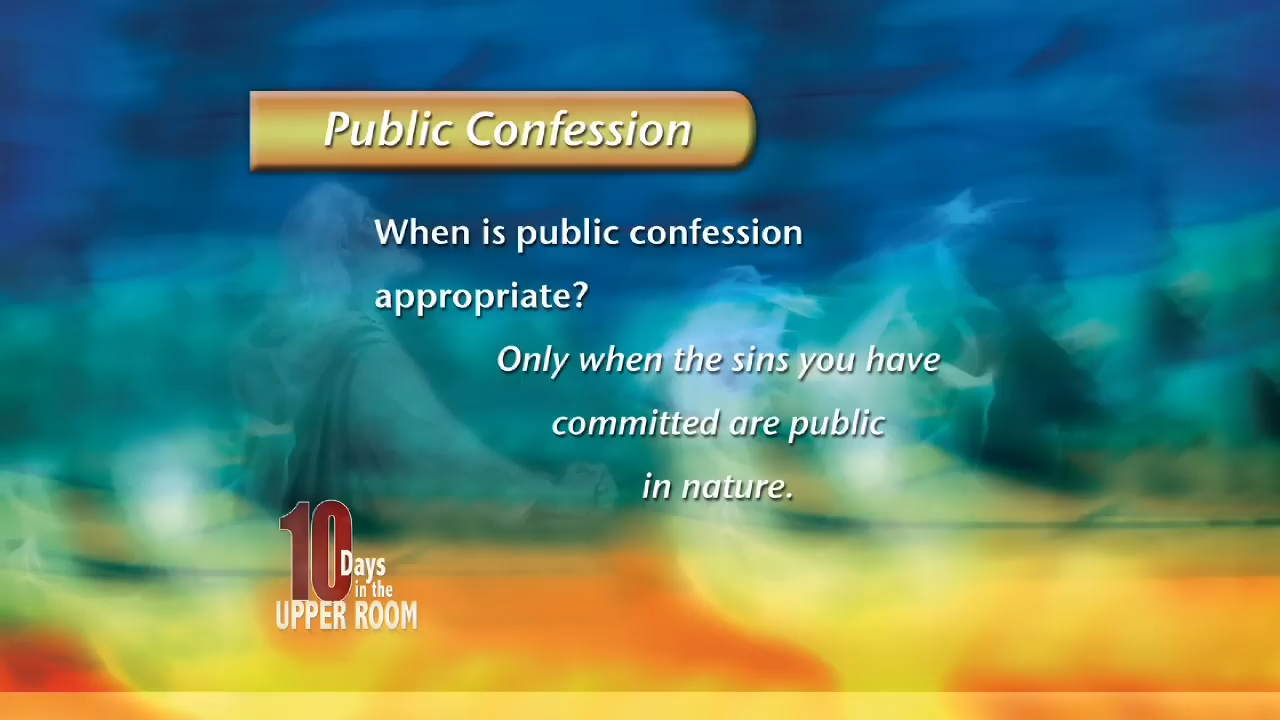 Public Confession
When is public confession
appropriate?
Only when the sins you have
committed are public
in nature.
10
Days
in the
UPPER ROOM